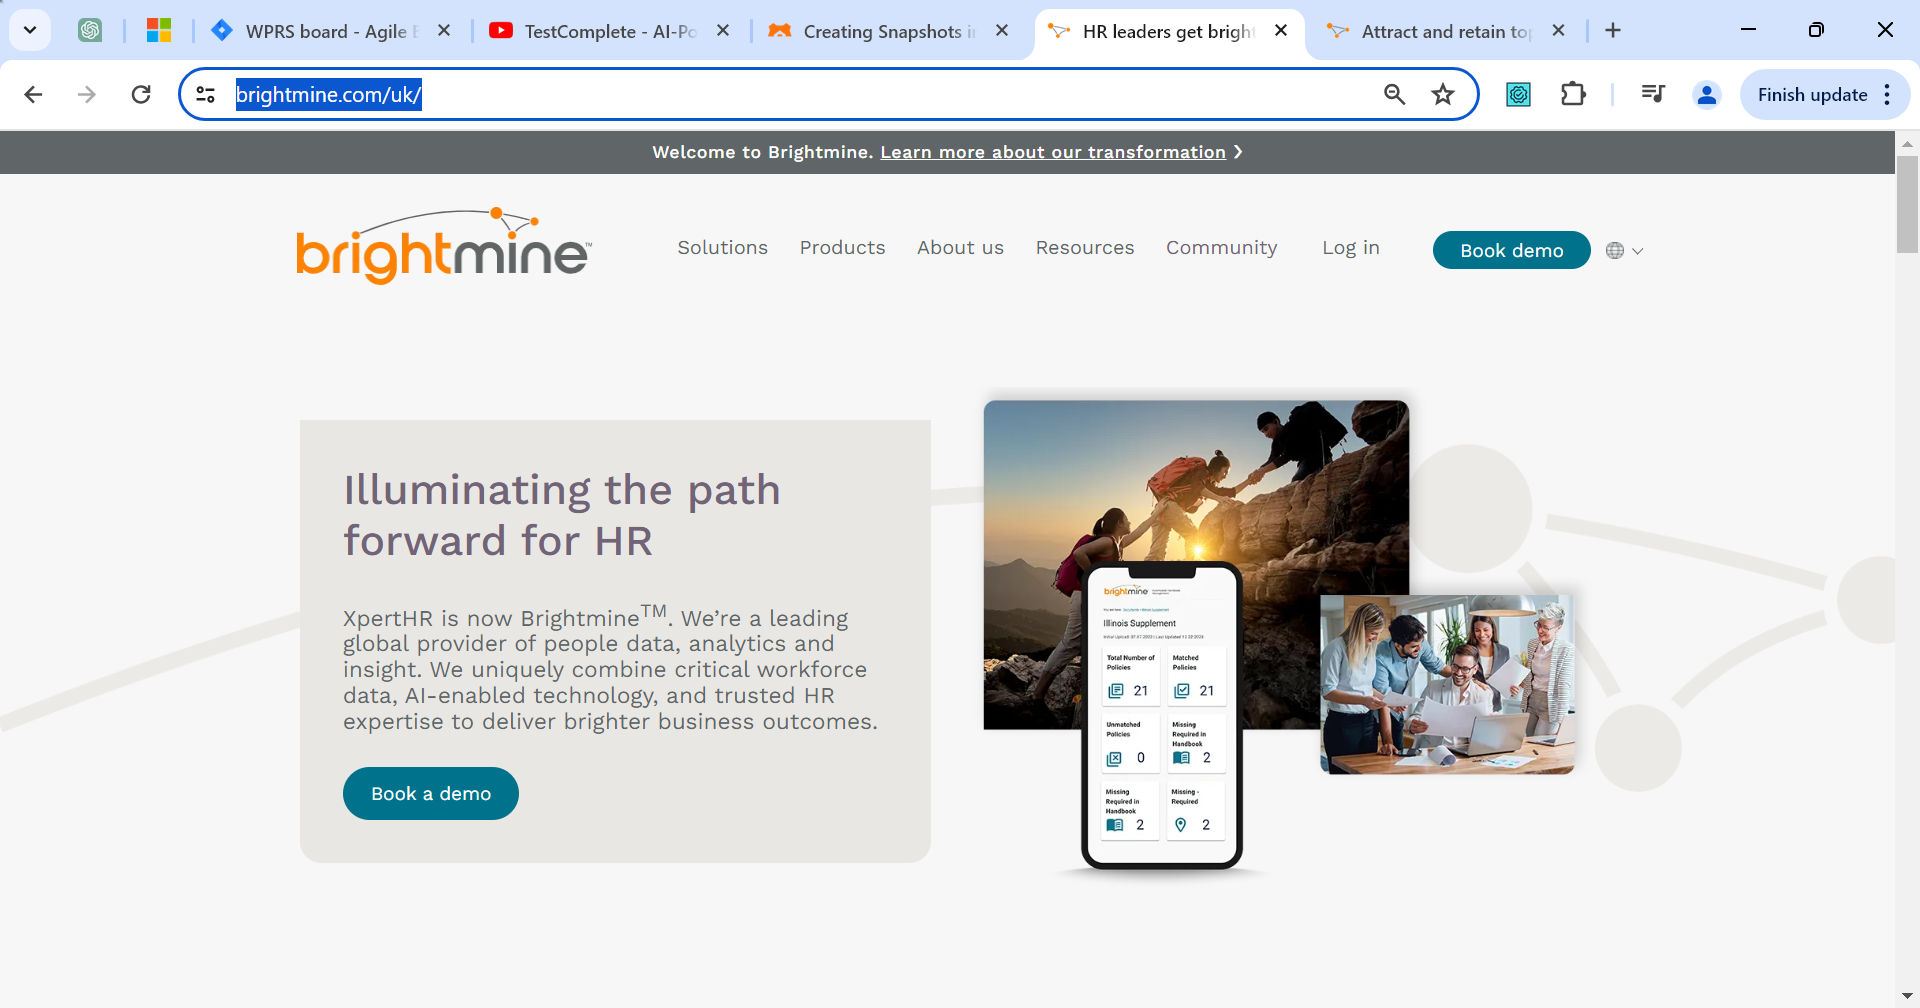 WPRS board - Agile
TestComplete - AI-Po
Creating Snapshots i
HR leaders get bright
Attract and retain to
brightmine.com/uk/
Finish update
Welcome to Brightmine. Learn more about our transformation ❯
brightmine™
Solutions
Products
About us
Resources
Community
Log in
Book demo
Illuminating the path
forward for HR
XpertHR is now Brightmine™. We’re a leading
global provider of people data, analytics and
insight. We uniquely combine critical workforce
data, AI-enabled technology, and trusted HR
expertise to deliver brighter business outcomes.
Book a demo
brightmine
Illinois Supplement
Total Number of
Policies
21
Matched
Policies
21
Unmatched
Policies
0
Missing
Required in
Handbook
2
Missing
Required in
Handbook
2
Missing -
Required
2